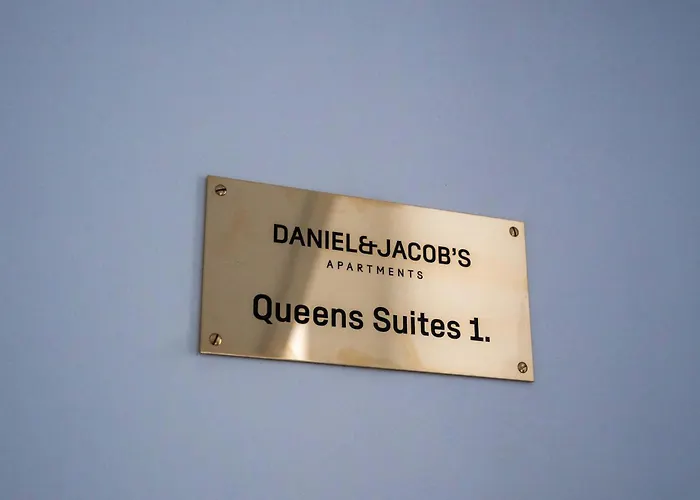 DANIEL&JACOB'S
APARTMENTS
Queens Suites 1.